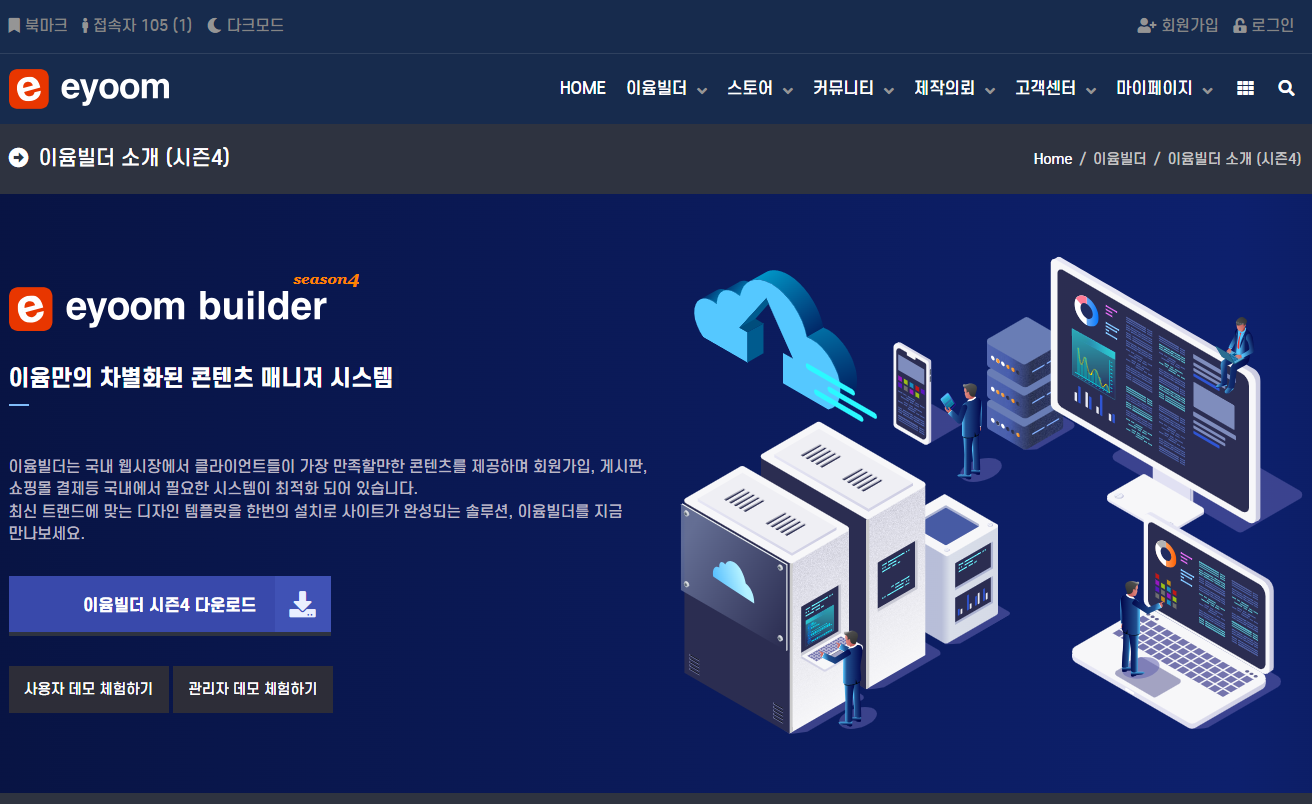 북마크 접속자 105 (1) 다크모드 회원가입 로그인
eyoom HOME 이윰빌더 스토어 커뮤니티 제작의뢰 고객센터 마이페이지
이윰빌더 소개 (시즌4) Home / 이윰빌더 / 이윰빌더 소개 (시즌4)
season4
eyoom builder
이윰만의 차별화된 콘텐츠 매니저 시스템
이윰빌더는 국내 웹시장에서 클라이언트들이 가장 만족할만한 콘텐츠를 제공하며 회원가입, 게시판,
쇼핑몰 결제등 국내에서 필요한 시스템이 최적화 되어 있습니다.
최신 트랜드에 맞는 디자인 템플릿을 한번의 설치로 사이트가 완성되는 솔루션, 이윰빌더를 지금
만나보세요.
이윰빌더 시즌4 다운로드
사용자 데모 체험하기 관리자 데모 체험하기